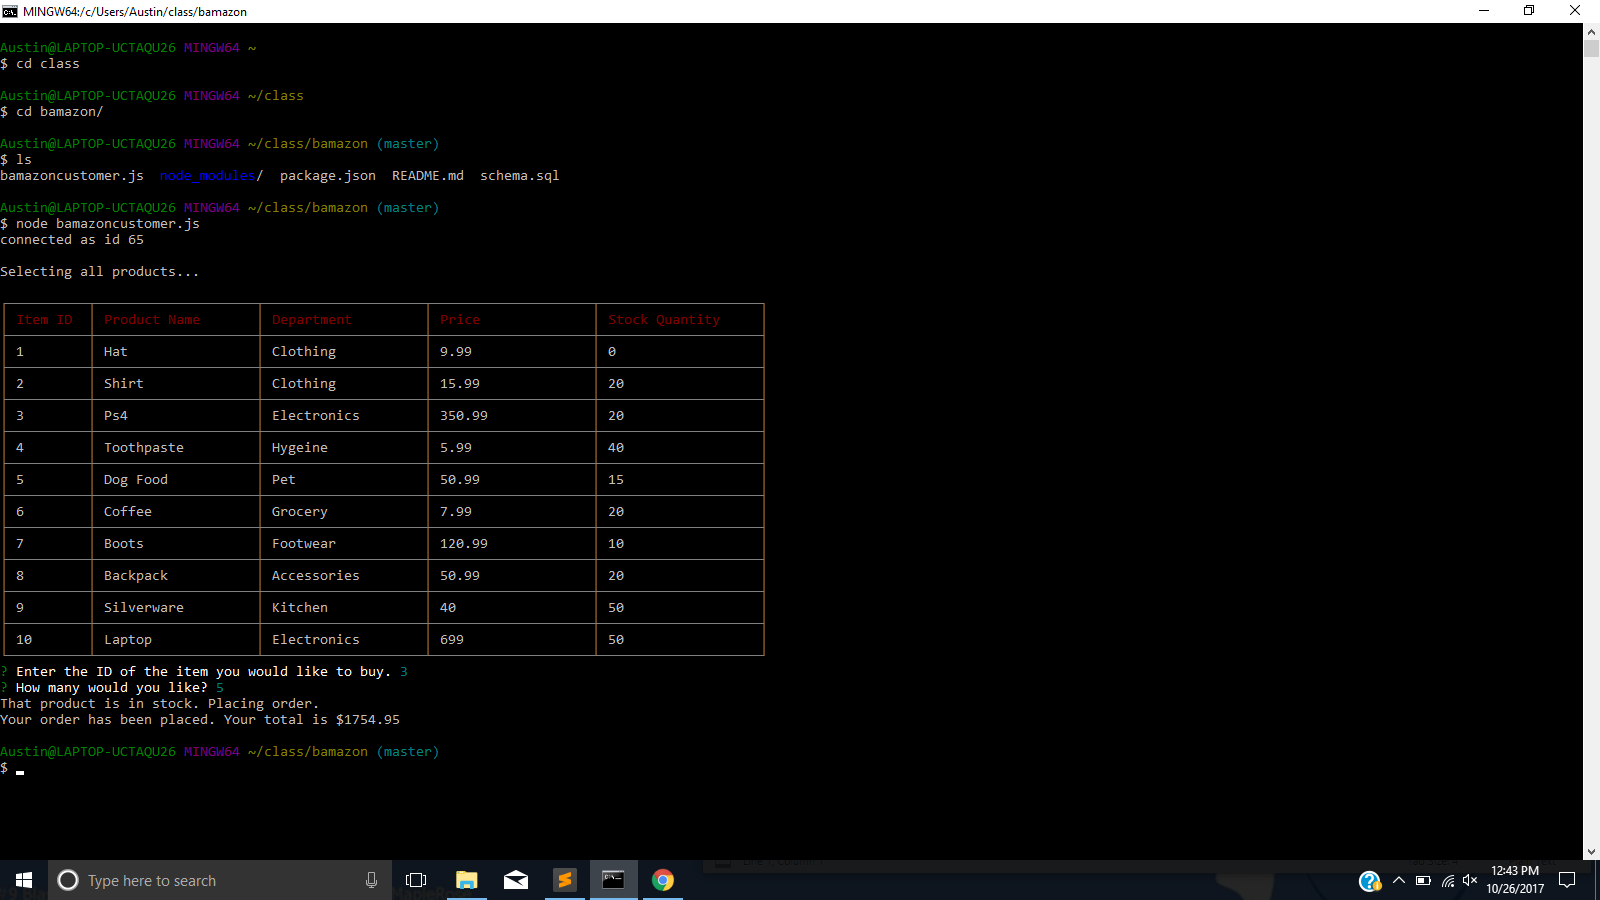 MINGW64:/c/Users/Austin/class/bamazon
Austin@LAPTOP-UCTAQU26 MINGW64 ~
$ cd class
Austin@LAPTOP-UCTAQU26 MINGW64 ~/class
$ cd bamazon/
Austin@LAPTOP-UCTAQU26 MINGW64 ~/class/bamazon (master)
$ ls
bamazoncustomer.js node_modules/ package.json README.md schema.sql
Austin@LAPTOP-UCTAQU26 MINGW64 ~/class/bamazon (master)
$ node bamazoncustomer.js
connected as id 65
Selecting all products...
Item ID Product Name Department Price Stock Quantity
1 Hat Clothing 9.99 0
2 Shirt Clothing 15.99 20
3 Ps4 Electronics 350.99 20
4 Toothpaste Hygeine 5.99 40
5 Dog Food Pet 50.99 15
6 Coffee Grocery 7.99 20
7 Boots Footwear 120.99 10
8 Backpack Accessories 50.99 20
9 Silverware Kitchen 40 50
10 Laptop Electronics 699 50
? Enter the ID of the item you would like to buy. 3
? How many would you like? 5
That product is in stock. Placing order.
Your order has been placed. Your total is $1754.95
Austin@LAPTOP-UCTAQU26 MINGW64 ~/class/bamazon (master)
$
Type here to search
12:43 PM
10/26/2017